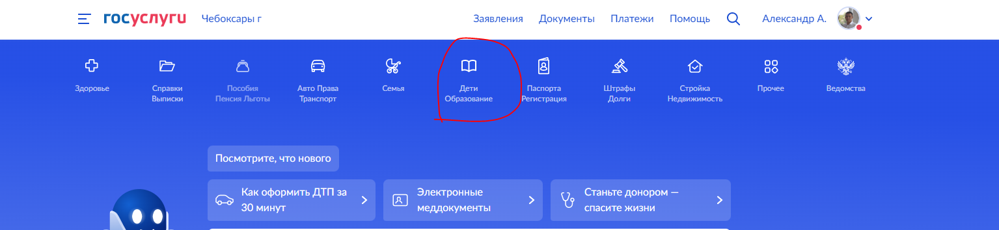 госуслуги Чебоксары г Заявления Документы Платежи Помощь Александр А.
Здоровье
Справки
Выписки
Пособия
Пенсия Льготы
Авто Права
Транспорт
Семья
Дети
Образование
Паспорта
Регистрация
Штрафы
Долги
Стройка
Недвижимость
Прочее
Ведомства
Посмотрите, что нового
Как оформить ДТП за
30 минут
Электронные
меддокументы
Станьте донором —
спасите жизни